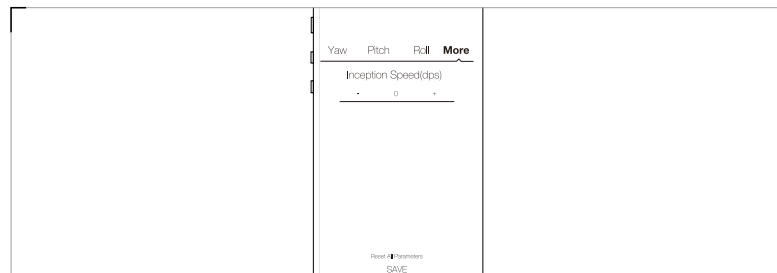 Yaw Pitch Roll More
Inception Speed(dps)
- 0 +
Reset All Parameters
SAVE